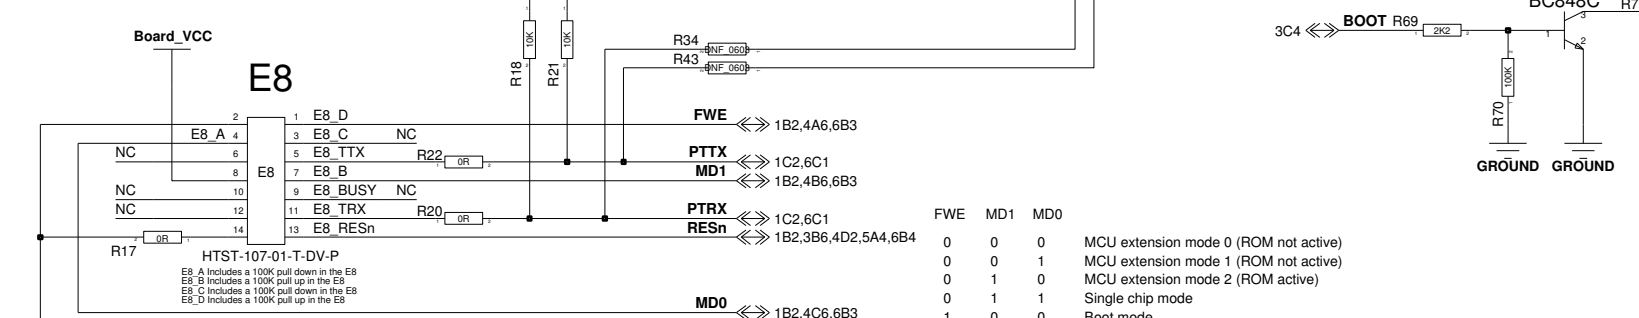 BC848C
3
R7
BOOT R69
3C4
2K2
1
2
100K
R70
GROUND GROUND
Board_VCC
E8
10K
10K
R18
R21
R34
DNF_0603
R43
DNF_0603
2 1 E8_D FWE 1B2,4A6,6B3
E8_A 4 3 E8_C NC
NC 6 5 E8_TTX R22 0R PTTX 1C2,6C1
8 E8 7 E8_B MD1 1B2,4B6,6B3
NC 10 9 E8_BUSY NC
NC 12 11 E8_TRX R20 0R PTRX 1C2,6C1
14 13 E8_RESn RESn 1B2,3B6,4D2,5A4,6B4
R17 0R
HTST-107-01-T-DV-P
E8_A Includes a 100K pull down in the E8
E8_B Includes a 100K pull up in the E8
E8_C Includes a 100K pull down in the E8
E8_D Includes a 100K pull up in the E8
MD0 1B2,4C6,6B3
FWE MD1 MD0
0 0 0 MCU extension mode 0 (ROM not active)
0 0 1 MCU extension mode 1 (ROM not active)
0 1 0 MCU extension mode 2 (ROM active)
0 1 1 Single chip mode
1 0 0 Boot mode